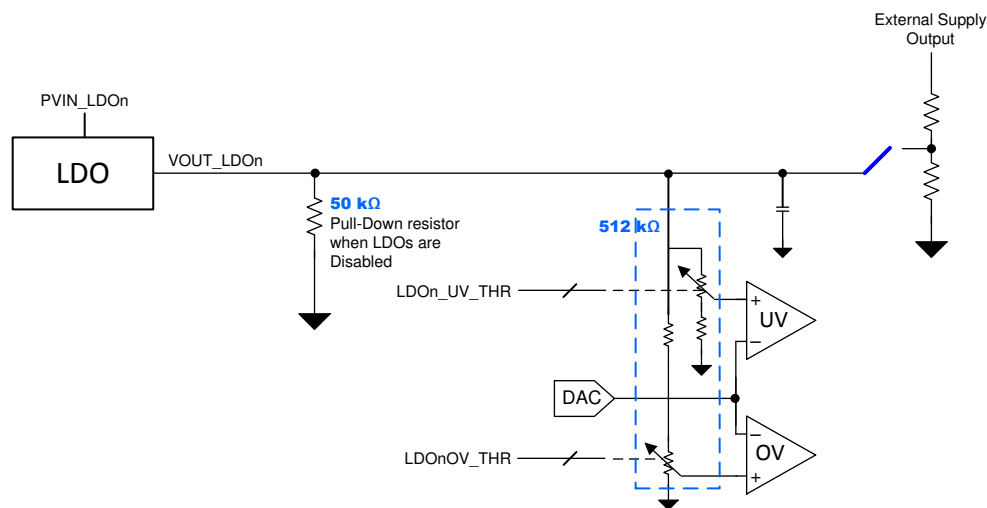 External Supply
Output
PVIN_LDOn
LDO
VOUT_LDOn
50 kΩ
Pull-Down resistor
when LDOs are
Disabled
512 kΩ
LDOn_UV_THR
+
UV
−
DAC
−
LDOnOV_THR
OV
+